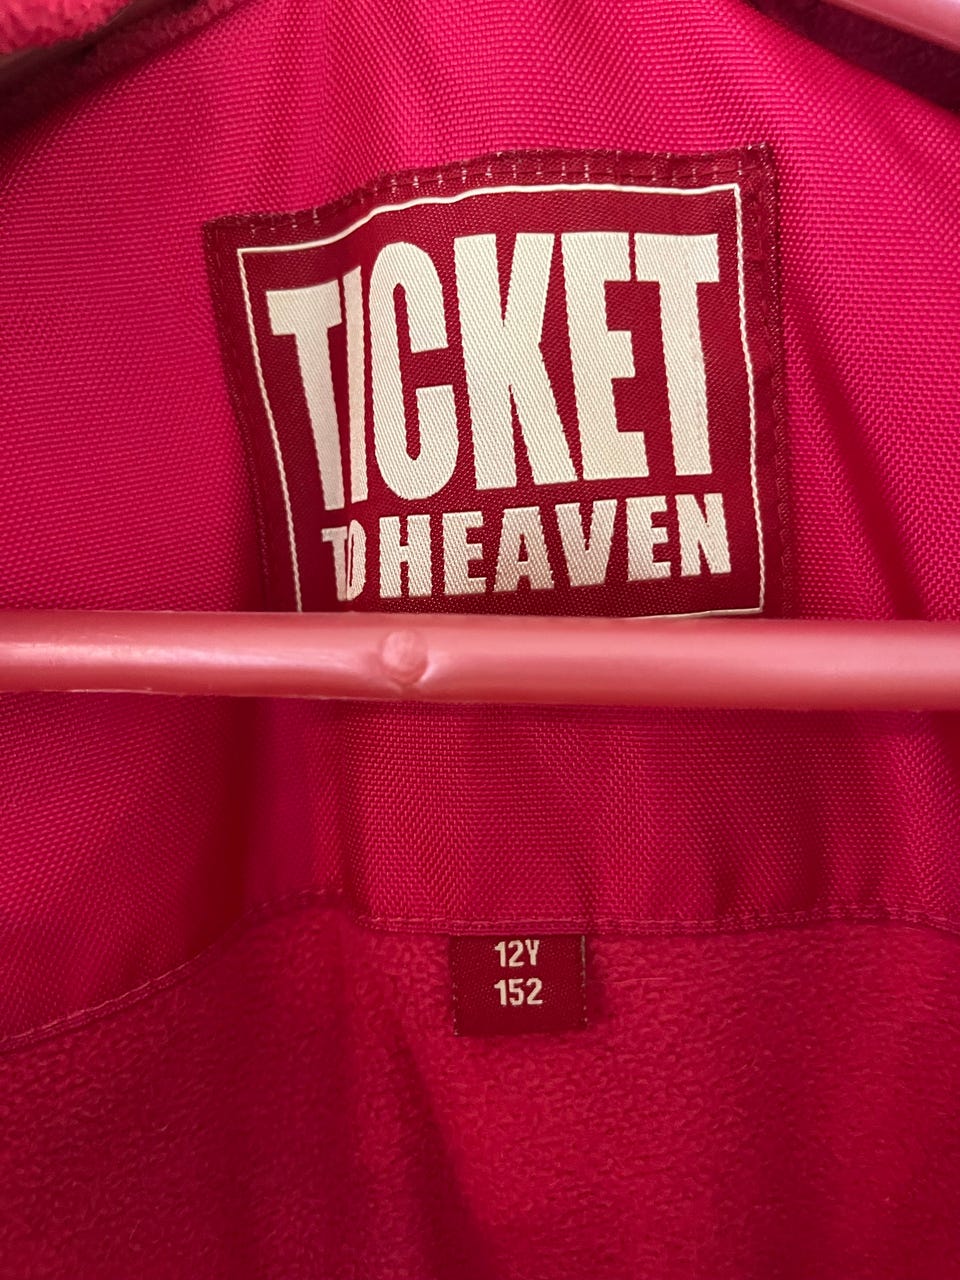 TICKET
TO HEAVEN
12Y
152